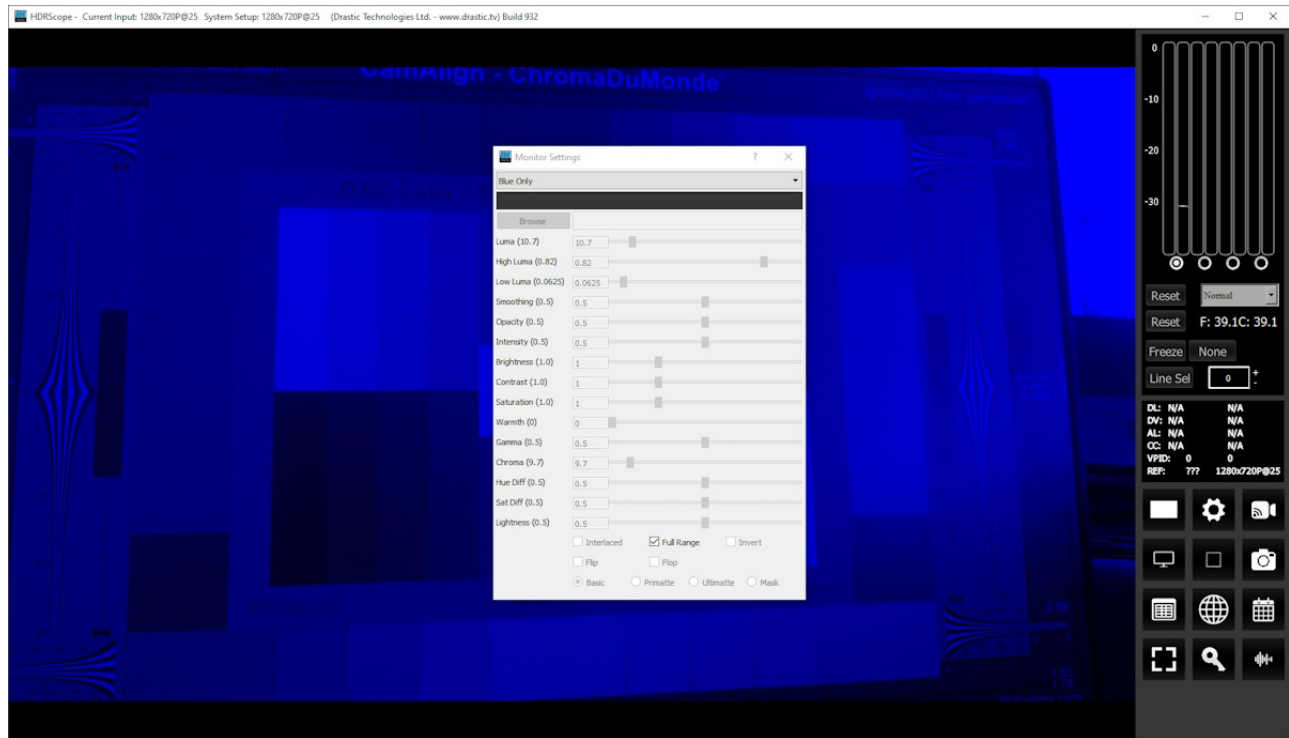 HDRScope - Current Input: 1280x720P@25 System Setup: 1280x720P@25 (Drastic Technologies Ltd. - www.drastic.tv) Build 932
CamAlign - ChromaDuMonde
DSC Labs
Monitor Settings ? ×
Blue Only
Browse
Luma (10.7) 10.7
High Luma (0.82) 0.82
Low Luma (0.0625) 0.0625
Smoothing (0.5) 0.5
Opacity (0.5) 0.5
Intensity (0.5) 0.5
Brightness (1.0) 1
Contrast (1.0) 1
Saturation (1.0) 1
Warmth (0) 0
Gamma (0.5) 0.5
Chroma (9.7) 9.7
Hue Diff (0.5) 0.5
Sat Diff (0.5) 0.5
Lightness (0.5) 0.5
Interlaced Full Range Invert
Flip Flop
Basic Primatte Ultimatte Mask
0
-10
-20
-30
Reset Normal
Reset F: 39.1C: 39.1
Freeze None
Line Sel 0 + -
DL: N/A N/A
DV: N/A N/A
AL: N/A N/A
CC: N/A N/A
VPID: 0 0
REF: ??? 1280x720P@25